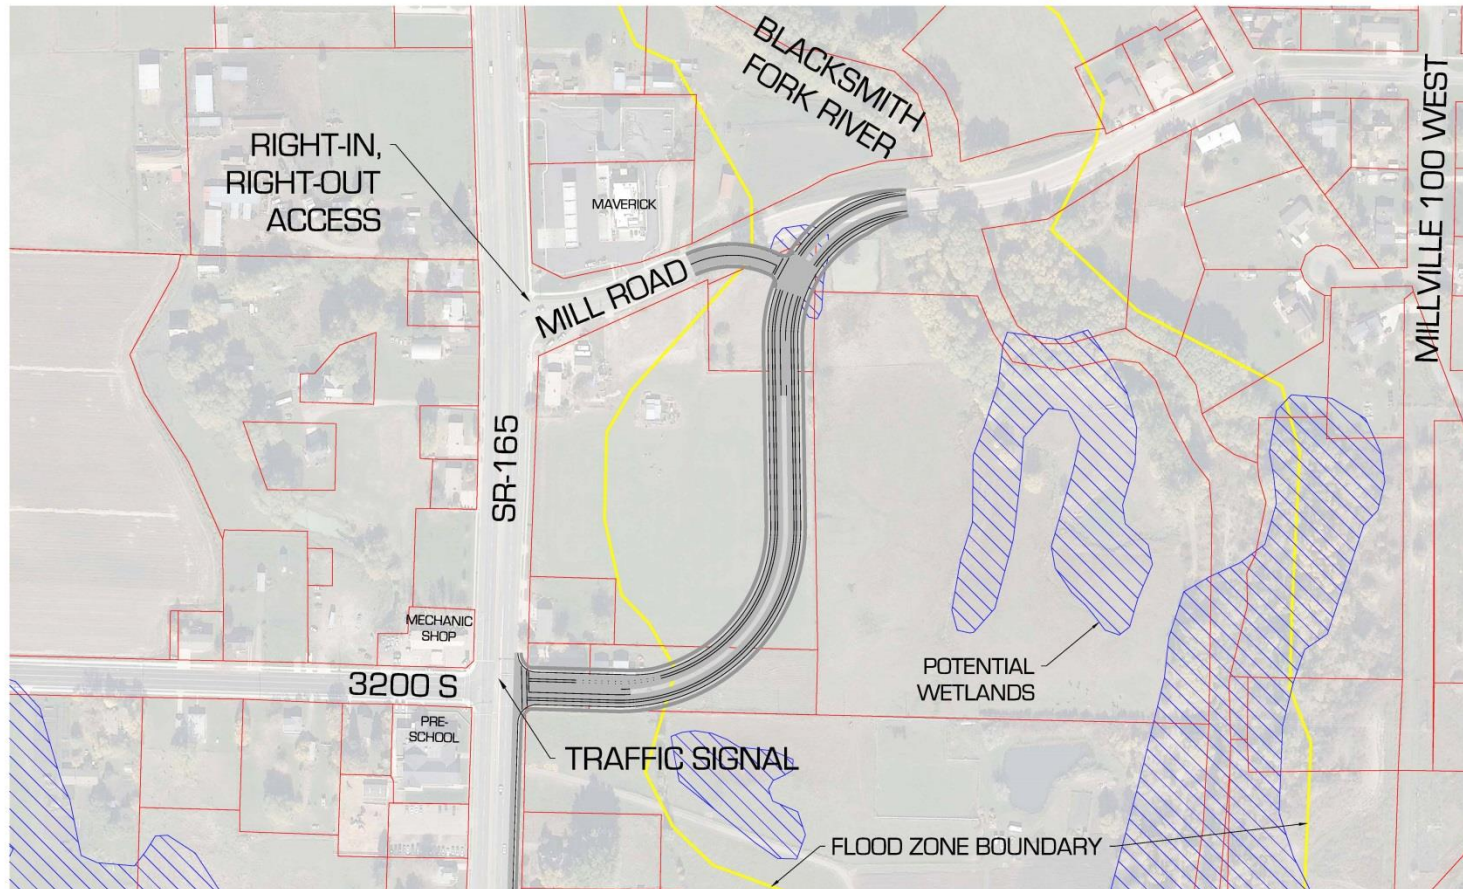 BLACKSMITH
FORK RIVER
RIGHT-IN,
RIGHT-OUT
ACCESS
MAVERICK
MILLVILLE 100 WEST
MILL ROAD
SR-165
MECHANIC
SHOP
3200 S
PRE-
SCHOOL
POTENTIAL
WETLANDS
TRAFFIC SIGNAL
FLOOD ZONE BOUNDARY